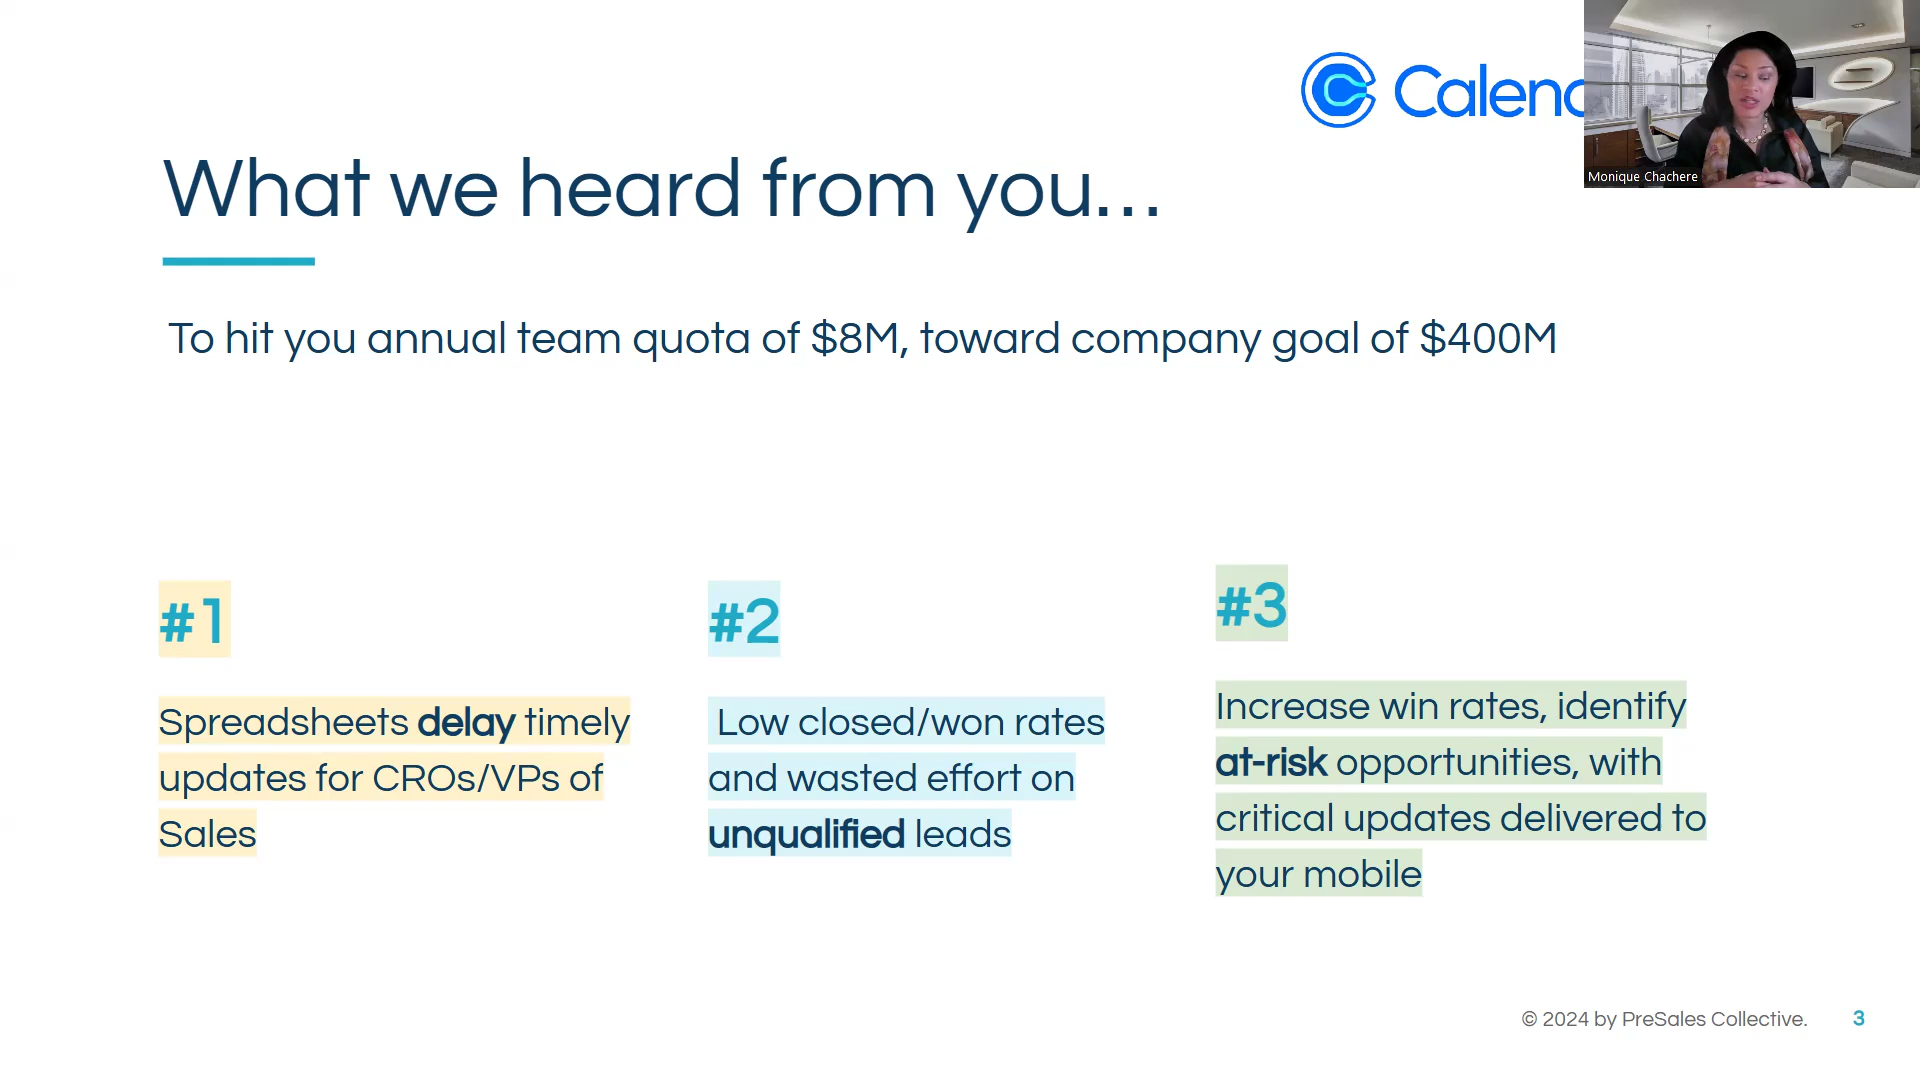 Calend
Monique Chachere
What we heard from you...
To hit you annual team quota of $8M, toward company goal of $400M
#1
Spreadsheets delay timely
updates for CROs/VPs of
Sales
#2
Low closed/won rates
and wasted effort on
unqualified leads
#3
Increase win rates, identify
at-risk opportunities, with
critical updates delivered to
your mobile
© 2024 by PreSales Collective.
3